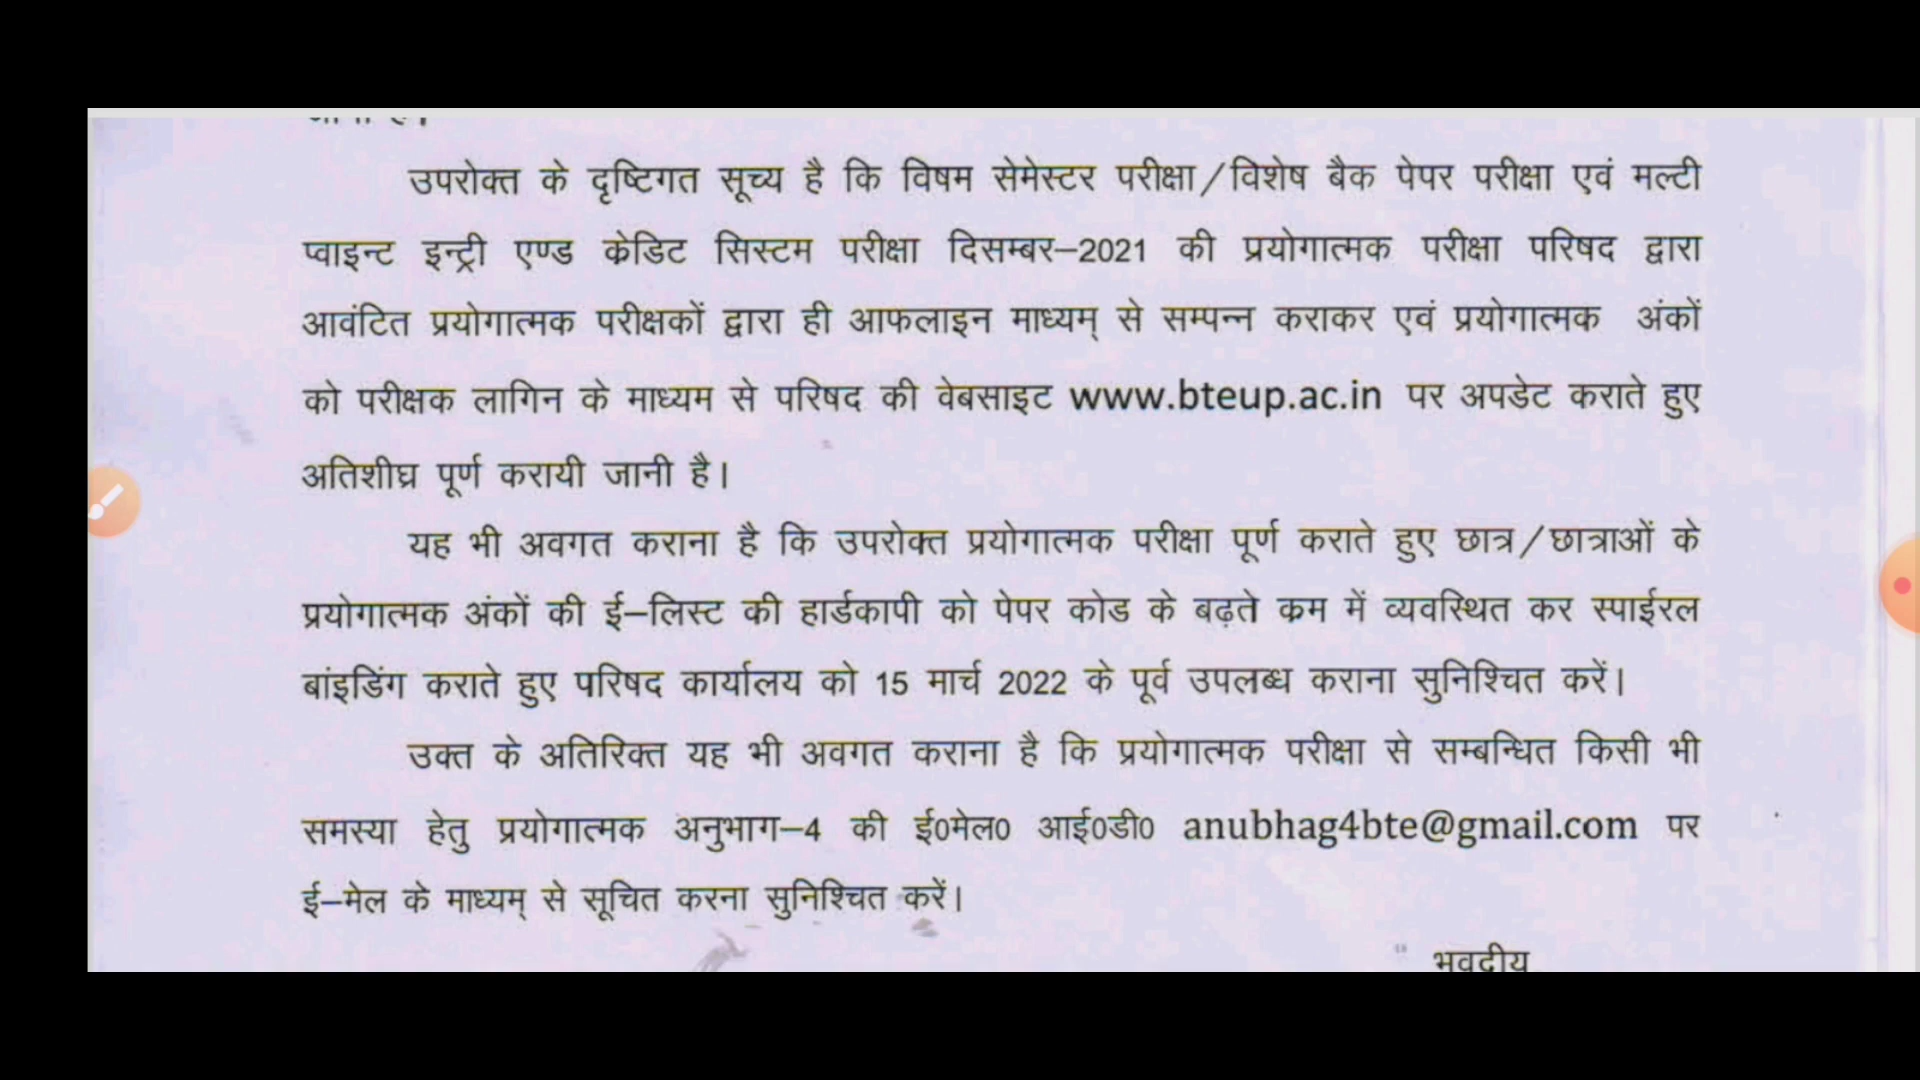 उपरोक्त के दृष्टिगत सूच्य है कि विषम सेमेस्टर परीक्षा/विशेष बैक पेपर परीक्षा एवं मल्टी
प्वाइन्ट इन्ट्री एण्ड क्रेडिट सिस्टम परीक्षा दिसम्बर–2021 की प्रयोगात्मक परीक्षा परिषद द्वारा
आवंटित प्रयोगात्मक परीक्षकों द्वारा ही आफलाइन माध्यम् से सम्पन्न कराकर एवं प्रयोगात्मक अंकों
को परीक्षक लागिन के माध्यम से परिषद की वेबसाइट www.bteup.ac.in पर अपडेट कराते हुए
अतिशीघ्र पूर्ण करायी जानी है।
यह भी अवगत कराना है कि उपरोक्त प्रयोगात्मक परीक्षा पूर्ण कराते हुए छात्र/छात्राओं के
प्रयोगात्मक अंकों की ई–लिस्ट की हार्डकापी को पेपर कोड के बढ़ते क्रम में व्यवस्थित कर स्पाईरल
बांइडिंग कराते हुए परिषद कार्यालय को 15 मार्च 2022 के पूर्व उपलब्ध कराना सुनिश्चित करें।
उक्त के अतिरिक्त यह भी अवगत कराना है कि प्रयोगात्मक परीक्षा से सम्बन्धित किसी भी
समस्या हेतु प्रयोगात्मक अनुभाग–4 की ई0मेल0 आई0डी0 anubhag4bte@gmail.com पर
ई–मेल के माध्यम् से सूचित करना सुनिश्चित करें।
भवदीय